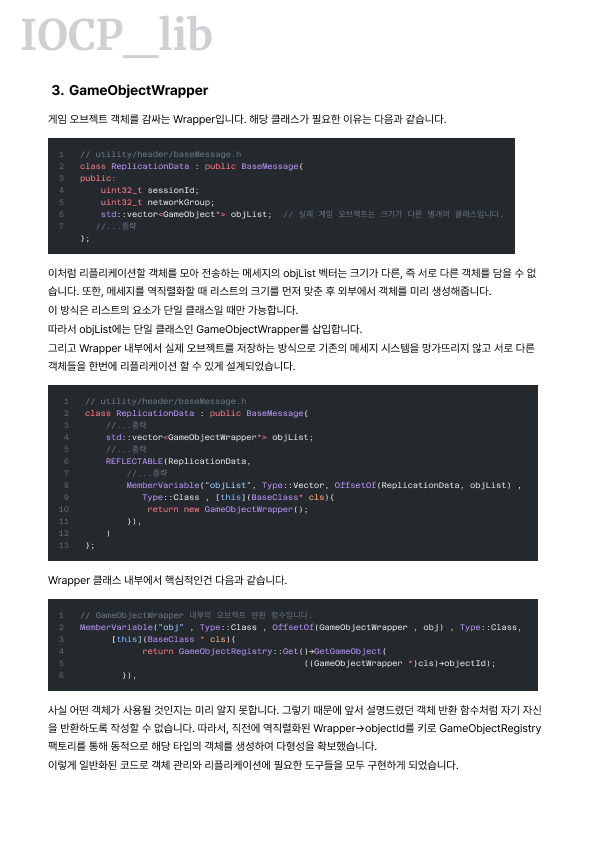 IOCP_lib
3. GameObjectWrapper
게임 오브젝트 객체를 감싸는 Wrapper입니다. 해당 클래스가 필요한 이유는 다음과 같습니다.
1 // utility/header/baseMessage.h
2 class ReplicationData : public BaseMessage{
3 public:
4 uint32_t sessionId;
5 uint32_t networkGroup;
6 std::vector<GameObject*> objList; // 실제 게임 오브젝트는 크기가 다른 별개의 클래스입니다.
7 //...중략
};
이처럼 리플리케이션할 객체를 모아 전송하는 메세지의 objList 벡터는 크기가 다른, 즉 서로 다른 객체를 담을 수 없
습니다. 또한, 메세지를 역직렬화할 때 리스트의 크기를 먼저 맞춘 후 외부에서 객체를 미리 생성해줍니다.
이 방식은 리스트의 요소가 단일 클래스일 때만 가능합니다.
따라서 objList에는 단일 클래스인 GameObjectWrapper를 삽입합니다.
그리고 Wrapper 내부에서 실제 오브젝트를 저장하는 방식으로 기존의 메세지 시스템을 망가뜨리지 않고 서로 다른
객체들을 한번에 리플리케이션 할 수 있게 설계되었습니다.
1 // utility/header/baseMessage.h
2 class ReplicationData : public BaseMessage{
3 //...중략
4 std::vector<GameObjectWrapper*> objList;
5 //...중략
6 REFLECTABLE(ReplicationData,
7 //...중략
8 MemberVariable("objList", Type::Vector, OffsetOf(ReplicationData, objList) ,
9 Type::Class , [this](BaseClass* cls){
10 return new GameObjectWrapper();
11 }),
12 )
13 };
Wrapper 클래스 내부에서 핵심적인건 다음과 같습니다.
1 // GameObjectWrapper 내부의 오브젝트 반환 함수입니다.
2 MemberVariable("obj" , Type::Class , OffsetOf(GameObjectWrapper , obj) , Type::Class,
3 [this](BaseClass * cls){
4 return GameObjectRegistry::Get()→GetGameObject(
5 ((GameObjectWrapper *)cls)→objectId);
6 }),
사실 어떤 객체가 사용될 것인지는 미리 알지 못합니다. 그렇기 때문에 앞서 설명드렸던 객체 반환 함수처럼 자기 자신
을 반환하도록 작성할 수 없습니다. 따라서, 직전에 역직렬화된 Wrapper→objectId를 키로 GameObjectRegistry
팩토리를 통해 동적으로 해당 타입의 객체를 생성하여 다형성을 확보했습니다.
이렇게 일반화된 코드로 객체 관리와 리플리케이션에 필요한 도구들을 모두 구현하게 되었습니다.